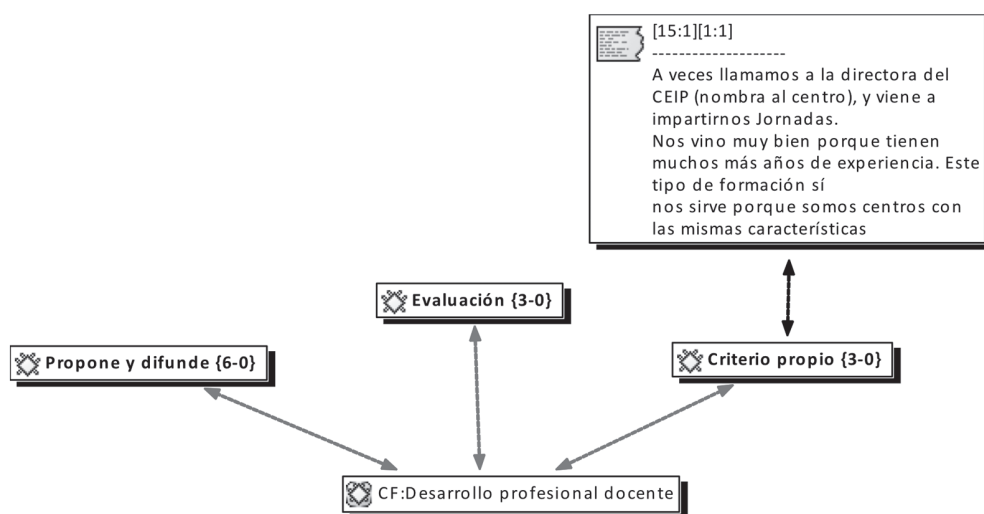 [15:1][1:1]
--------------------
A veces llamamos a la directora del
CEIP (nombra al centro), y viene a
impartirnos Jornadas.
Nos vino muy bien porque tienen
muchos más años de experiencia. Este
tipo de formación sí
nos sirve porque somos centros con
las mismas características
Evaluación {3-0}
Propone y difunde {6-0}
Criterio propio {3-0}
CF:Desarrollo profesional docente